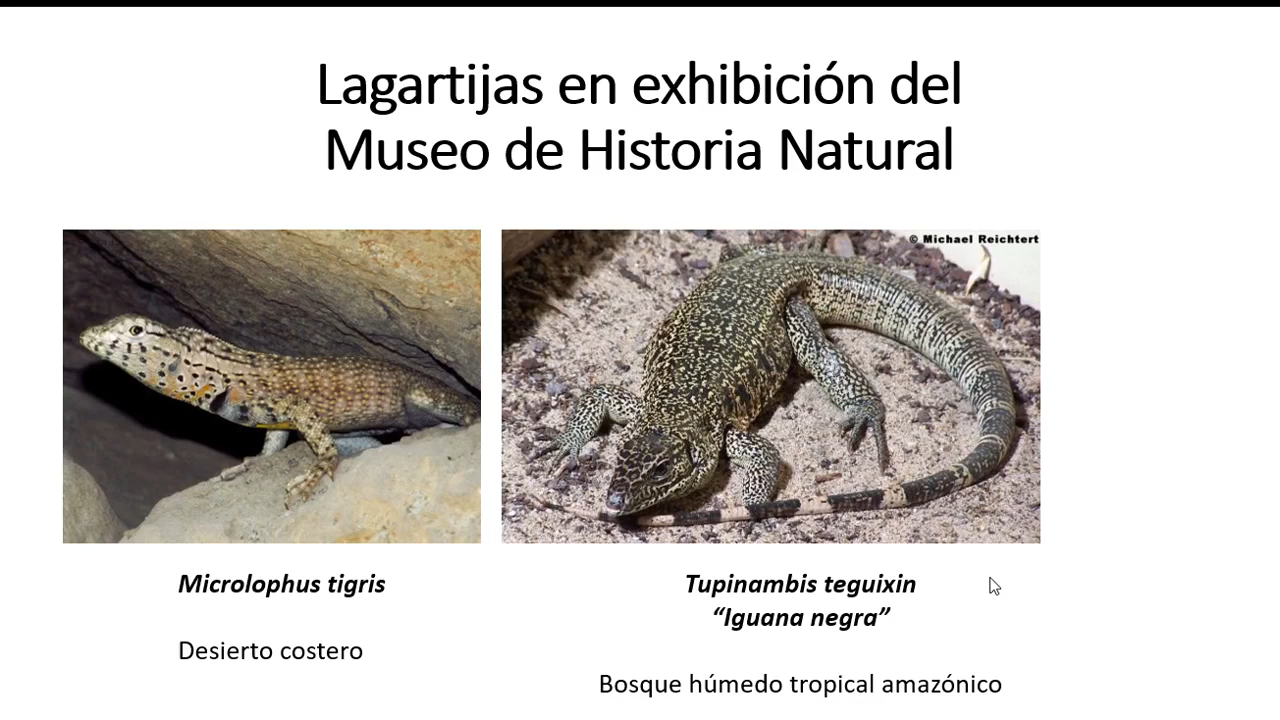 Lagartijas en exhibición del
Museo de Historia Natural
© Michael Reichtert
Microlophus tigris
Desierto costero
Tupinambis teguixin
“Iguana negra”
Bosque húmedo tropical amazónico